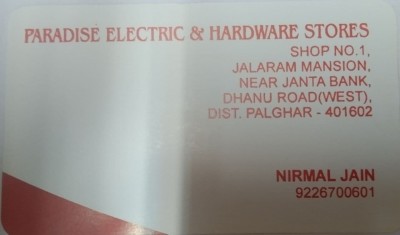 PARADISE ELECTRIC & HARDWARE STORES
SHOP NO.1,
JALARAM MANSION,
NEAR JANTA BANK,
DHANU ROAD(WEST),
DIST. PALGHAR - 401602
NIRMAL JAIN
9226700601